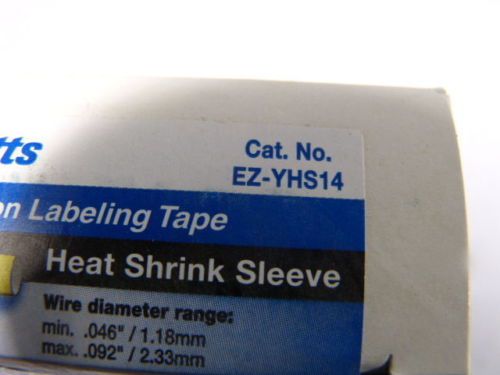 Cat. No.
EZ-YHS14
Labeling Tape
Heat Shrink Sleeve
Wire diameter range:
min. .046" / 1.18mm
max. .092" / 2.33mm